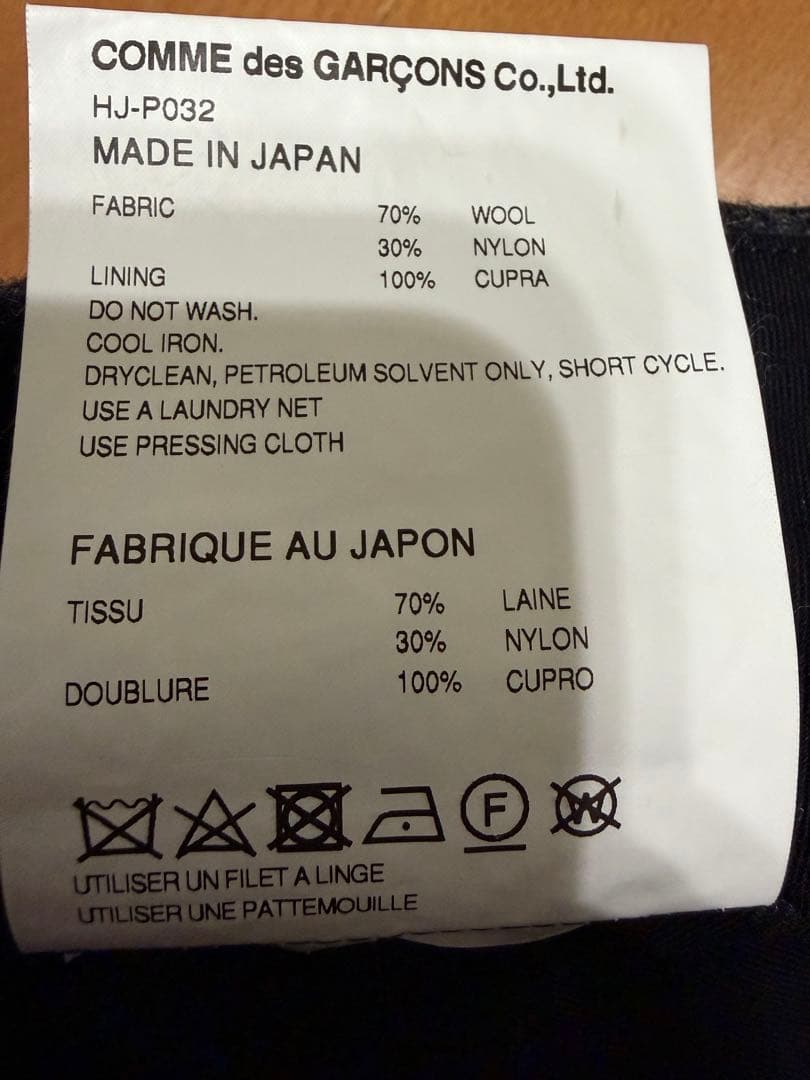 COMME des GARÇONS Co.,Ltd.
HJ-P032
MADE IN JAPAN
FABRIC 70% WOOL
30% NYLON
LINING 100% CUPRA
DO NOT WASH.
COOL IRON.
DRYCLEAN, PETROLEUM SOLVENT ONLY, SHORT CYCLE.
USE A LAUNDRY NET
USE PRESSING CLOTH
FABRIQUE AU JAPON
TISSU 70% LAINE
30% NYLON
DOUBLURE 100% CUPRO
F W
UTILISER UN FILET A LINGE
UTILISER UNE PATTEMOUILLE